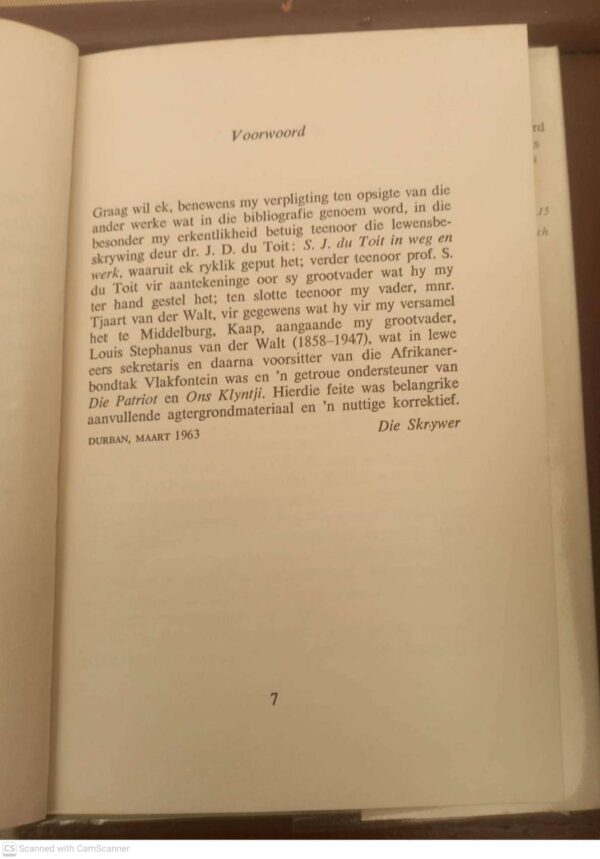 Voorwoord
Graag wil ek, benewens my verpligting ten opsigte van die
ander werke wat in die bibliografie genoem word, in die
besonder my erkentlikheid betuig teenoor die lewensbe-
skrywing deur dr. J. D. du Toit: S. J. du Toit in weg en
werk, waaruit ek ryklik geput het; verder teenoor prof. S.
du Toit vir aantekeninge oor sy grootvader wat hy my
ter hand gestel het; ten slotte teenoor my vader, mnr.
Tjaart van der Walt, vir gegewens wat hy vir my versamel
het te Middelburg, Kaap, aangaande my grootvader,
Louis Stephanus van der Walt (1858–1947), wat in lewe
eers sekretaris en daarna voorsitter van die Afrikaner-
bondtak Vlakfontein was en 'n getroue ondersteuner van
Die Patriot en Ons Klyntji. Hierdie feite was belangrike
aanvullende agtergrondmateriaal en 'n nuttige korrektief.
DURBAN, MAART 1963 Die Skrywer
7
rd
s
15
ch
CS Scanned with CamScanner